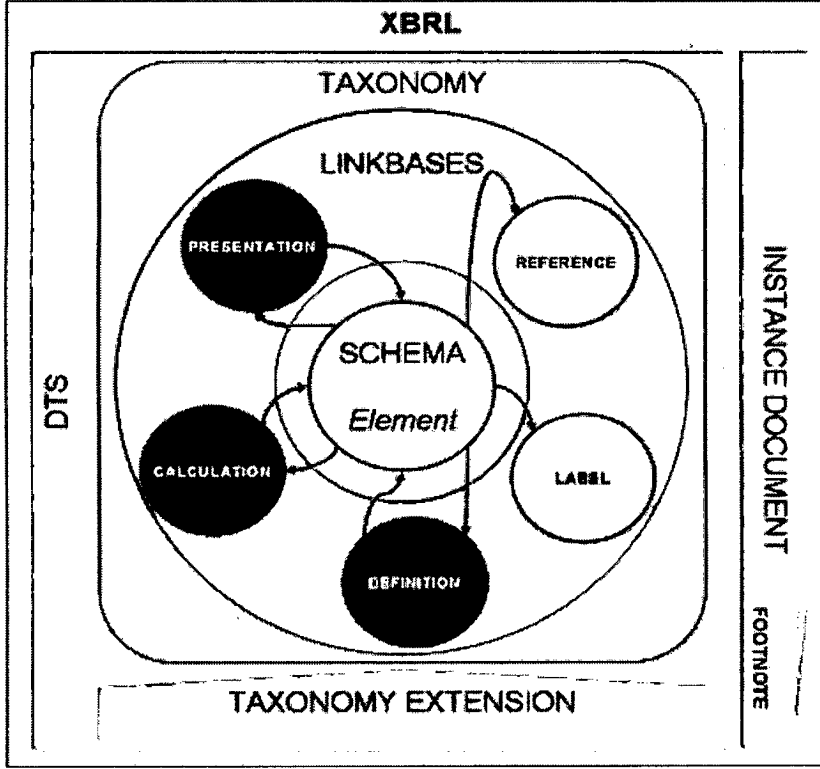 XBRL
TAXONOMY
LINKBASES
PRESENTATION
REFERENCE
SCHEMA
Element
CALCULATION
LABEL
DEFINITION
TAXONOMY EXTENSION
DTS
INSTANCE DOCUMENT
FOOTNOTE